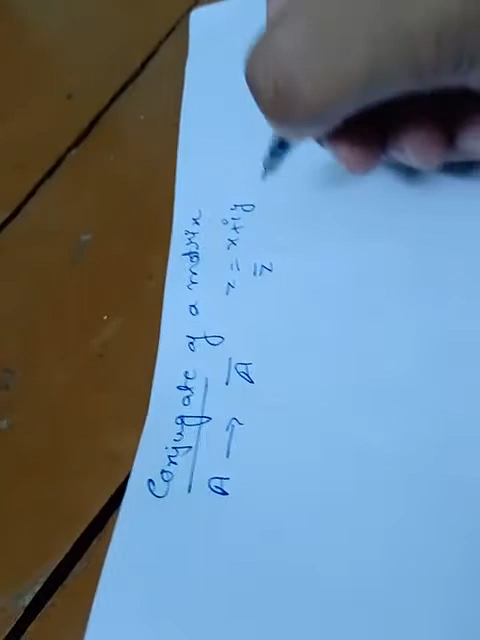 Conjugate of a matrix
A → A̅ z = x+iy
z̅